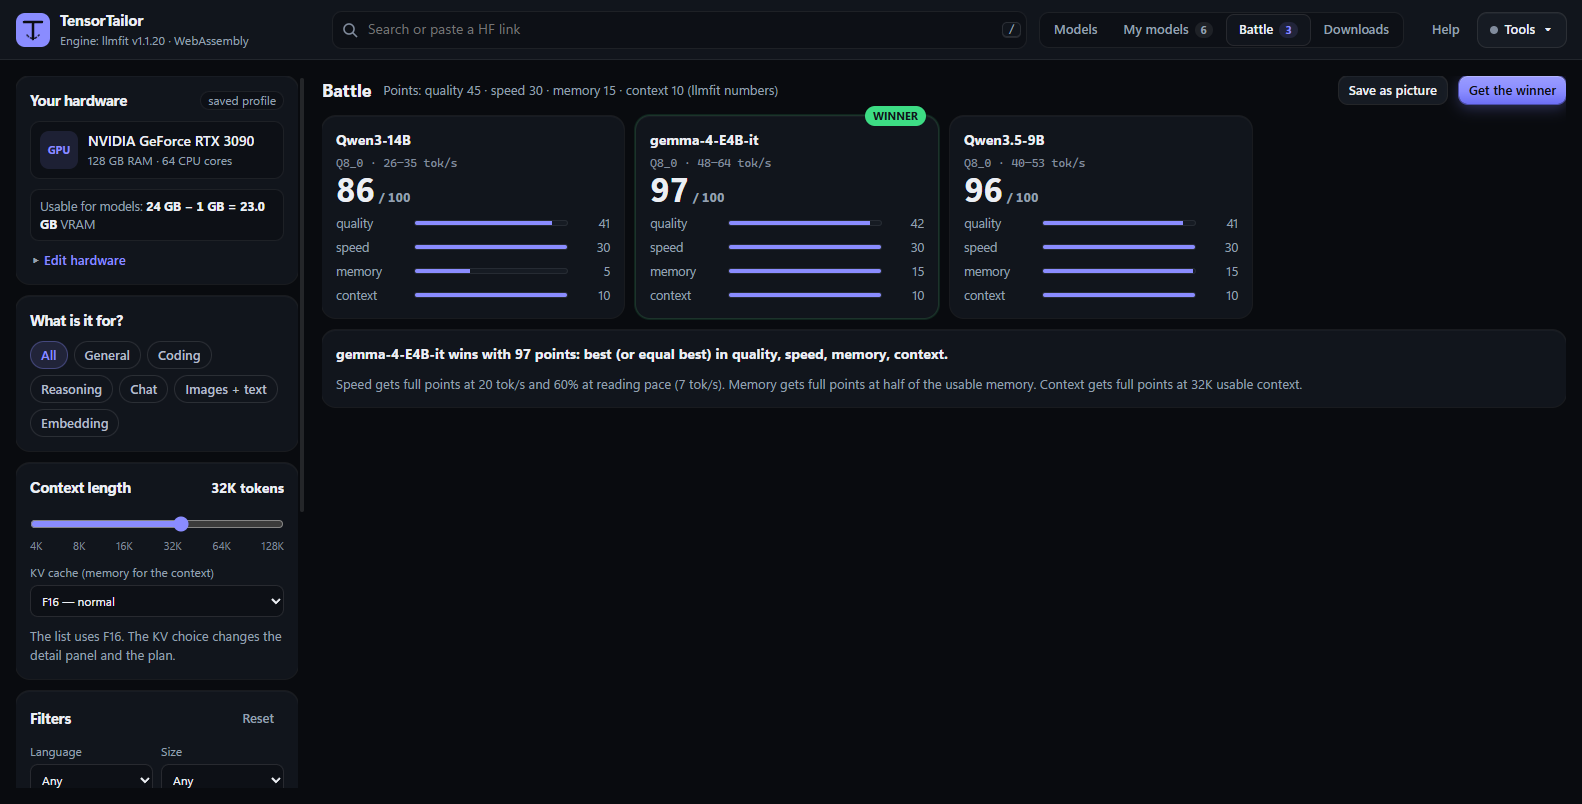 TensorTailor
Engine: llmfit v1.1.20 · WebAssembly
Search or paste a HF link
/
Models
My models 6
Battle 3
Downloads
Help
Tools
Your hardware
saved profile
GPU
NVIDIA GeForce RTX 3090
128 GB RAM · 64 CPU cores
Usable for models: 24 GB − 1 GB = 23.0
GB VRAM
Edit hardware
What is it for?
All
General
Coding
Reasoning
Chat
Images + text
Embedding
Context length
32K tokens
4K 8K 16K 32K 64K 128K
KV cache (memory for the context)
F16 — normal
The list uses F16. The KV choice changes the
detail panel and the plan.
Filters
Reset
Language
Size
Any
Any
Battle
Points: quality 45 · speed 30 · memory 15 · context 10 (llmfit numbers)
Save as picture
Get the winner
Qwen3-14B
Q8_0 · 26–35 tok/s
86 / 100
quality 41
speed 30
memory 5
context 10
WINNER
gemma-4-E4B-it
Q8_0 · 48–64 tok/s
97 / 100
quality 42
speed 30
memory 15
context 10
Qwen3.5-9B
Q8_0 · 40–53 tok/s
96 / 100
quality 41
speed 30
memory 15
context 10
gemma-4-E4B-it wins with 97 points: best (or equal best) in quality, speed, memory, context.
Speed gets full points at 20 tok/s and 60% at reading pace (7 tok/s). Memory gets full points at half of the usable memory. Context gets full points at 32K usable context.